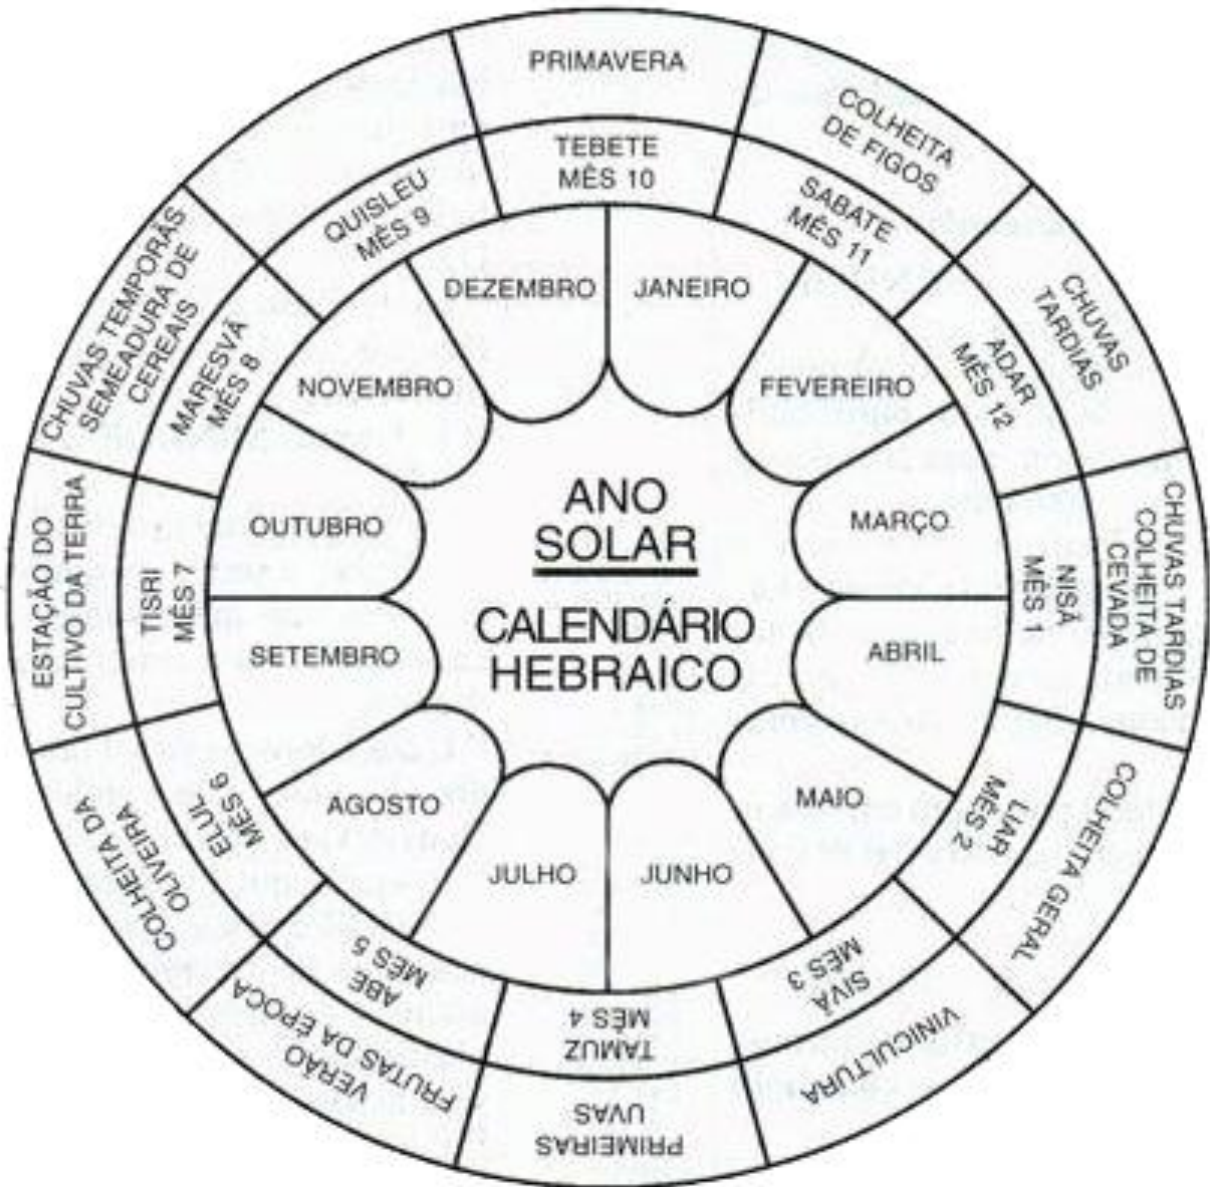 PRIMAVERA
COLHEITA
DE FIGOS
CHUVAS
TARDIAS
CHUVAS TARDIAS
COLHEITA DE
CEVADA
COLHEITA GERAL
VINICULTURA
PRIMEIRAS
UVAS
VERÃO
FRUTAS DA ÉPOCA
COLHEITA DA
OLIVEIRA
ESTAÇÃO DO
CULTIVO DA TERRA
CHUVAS TEMPORÃS
SEMEADURA DE
CEREAIS
TEBETE
MÊS 10
SABATE
MÊS 11
ADAR
MÊS 12
NISÃ
MÊS 1
LIAR
MÊS 2
SIVÃ
MÊS 3
TAMUZ
MÊS 4
ABE
MÊS 5
ELUL
MÊS 6
TISRI
MÊS 7
MARESVÃ
MÊS 8
QUISLEU
MÊS 9
JANEIRO
FEVEREIRO
MARÇO
ABRIL
MAIO
JUNHO
JULHO
AGOSTO
SETEMBRO
OUTUBRO
NOVEMBRO
DEZEMBRO
ANO
SOLAR
CALENDÁRIO
HEBRAICO